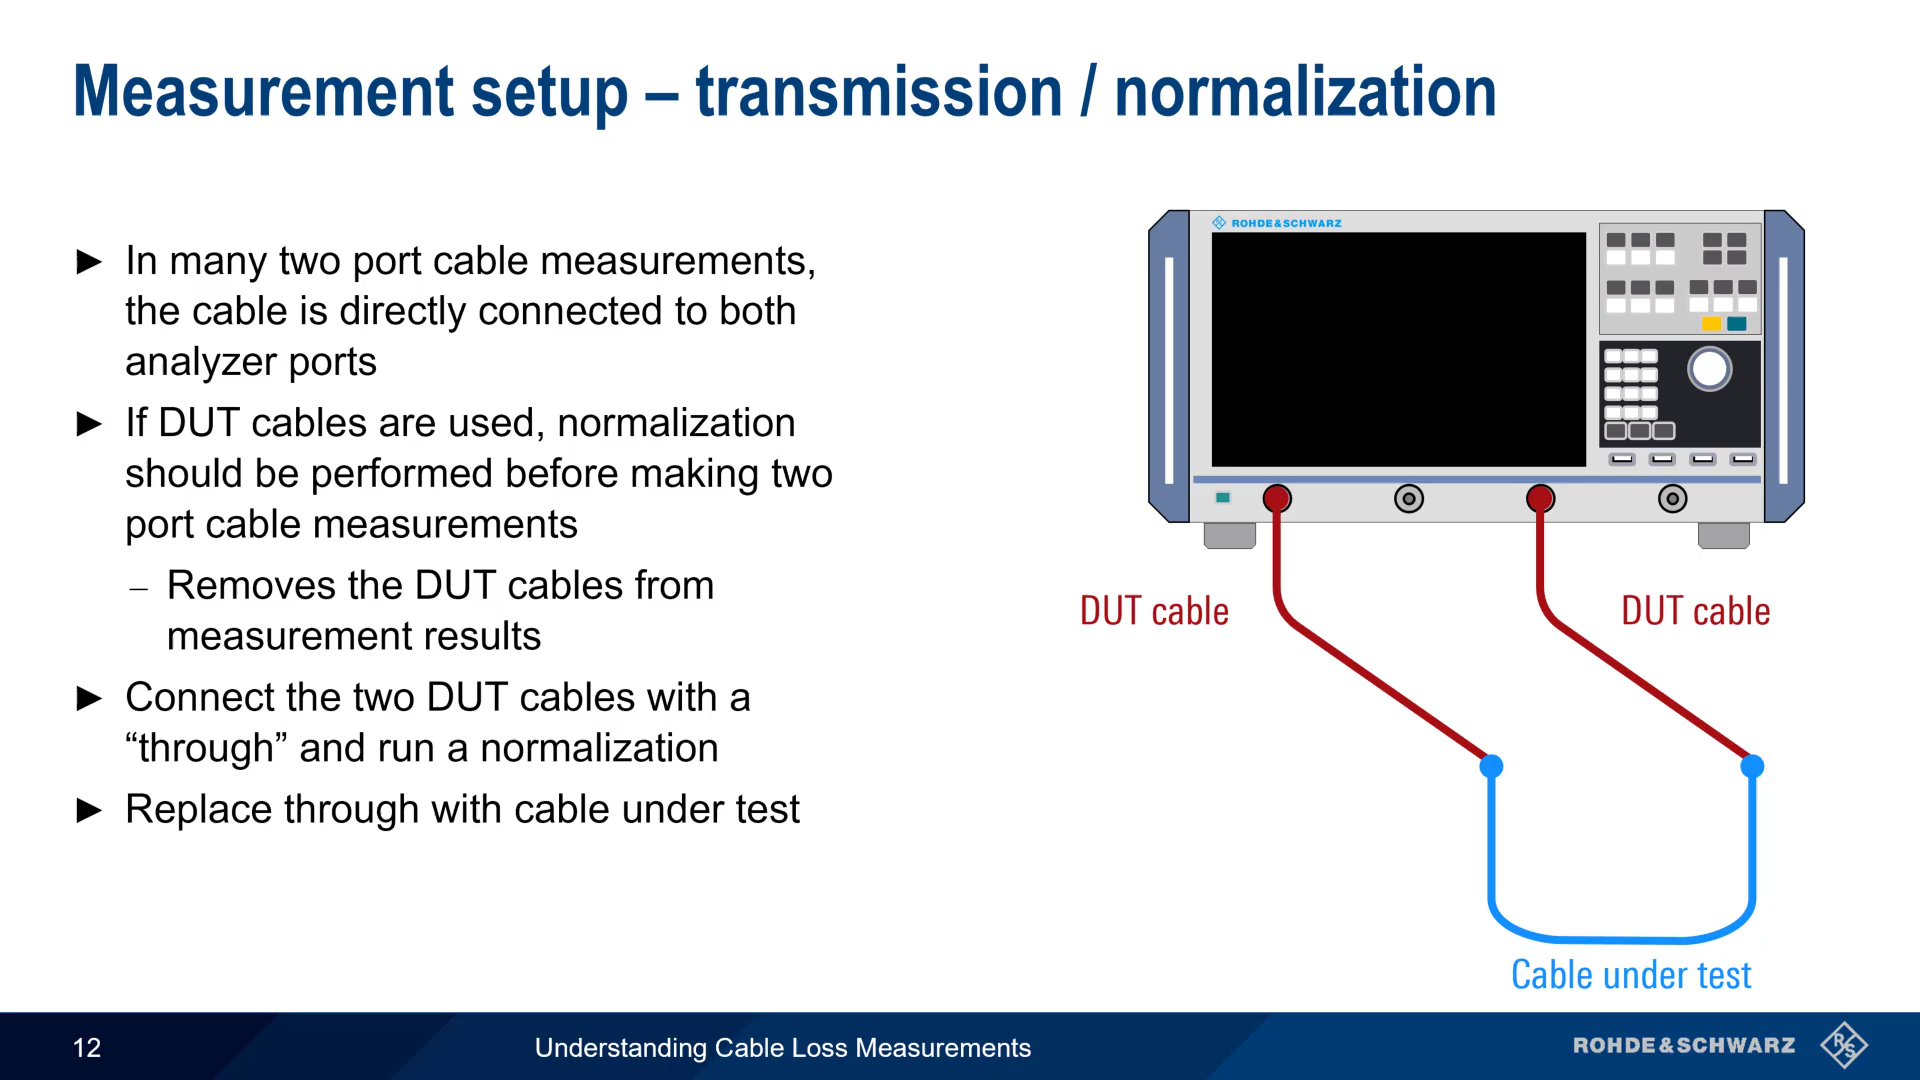 Measurement setup – transmission / normalization
► In many two port cable measurements,
the cable is directly connected to both
analyzer ports
► If DUT cables are used, normalization
should be performed before making two
port cable measurements
– Removes the DUT cables from
measurement results
► Connect the two DUT cables with a
“through” and run a normalization
► Replace through with cable under test
ROHDE&SCHWARZ
DUT cable
DUT cable
Cable under test
12
Understanding Cable Loss Measurements
ROHDE&SCHWARZ
R&S